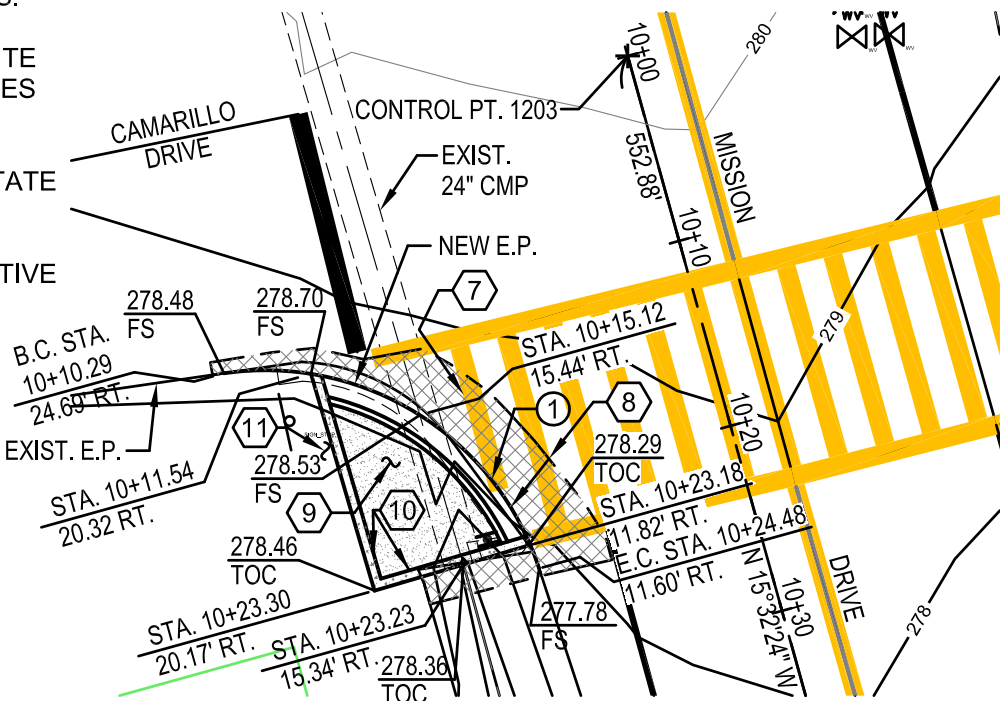 S.
TE
ES
TATE
TIVE
CAMARILLO
DRIVE
CONTROL PT. 1203
EXIST.
24" CMP
NEW E.P.
10+00
552.88'
10+10
MISSION
280
WV
WV
7
278.48
FS
278.70
FS
B.C. STA.
10+10.29
24.69' RT.
EXIST. E.P.
STA. 10+15.12
15.44' RT.
279
1
8
10+20
11
278.53
FS
278.29
TOC
STA. 10+11.54
20.32 RT.
9
10
STA. 10+23.18
11.82' RT.
E.C. STA. 10+24.48
11.60' RT.
278.46
TOC
277.78
FS
N 15°32'24" W
10+30
DRIVE
278
STA. 10+23.30
20.17' RT.
STA. 10+23.23
15.34' RT.
278.36
TOC